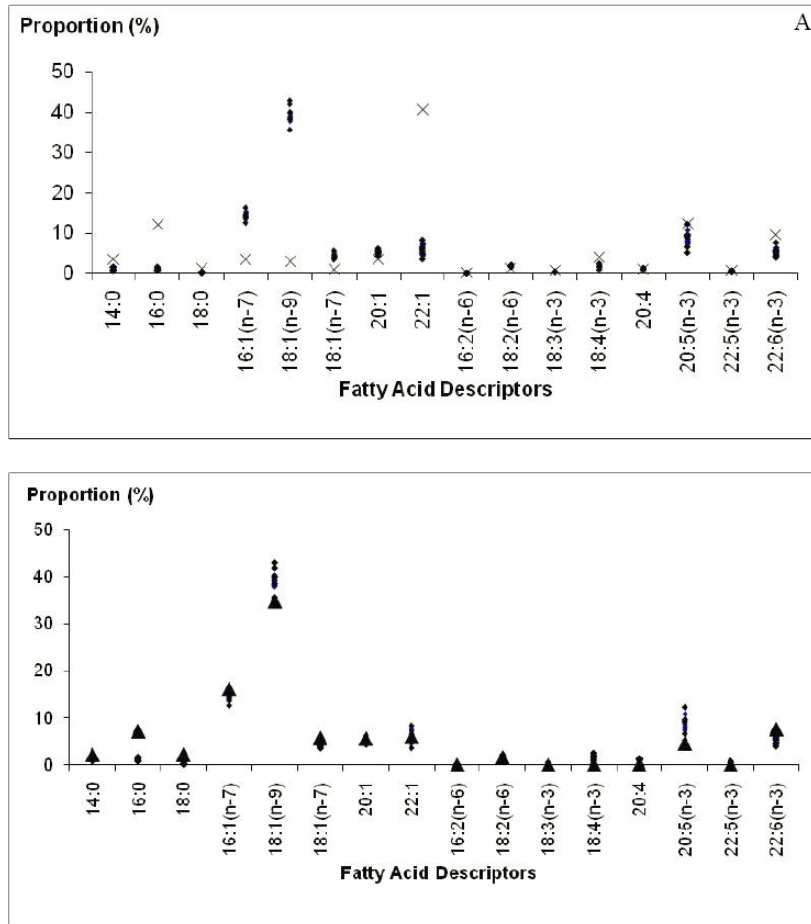 Proportion (%)
A
50
40
30
20
10
0
14:0
16:0
18:0
16:1(n-7)
18:1(n-9)
18:1(n-7)
20:1
22:1
16:2(n-6)
18:2(n-6)
18:3(n-3)
18:4(n-3)
20:4
20:5(n-3)
22:5(n-3)
22:6(n-3)
Fatty Acid Descriptors
Proportion (%)
50
40
30
20
10
0
14:0
16:0
18:0
16:1(n-7)
18:1(n-9)
18:1(n-7)
20:1
22:1
16:2(n-6)
18:2(n-6)
18:3(n-3)
18:4(n-3)
20:4
20:5(n-3)
22:5(n-3)
22:6(n-3)
Fatty Acid Descriptors